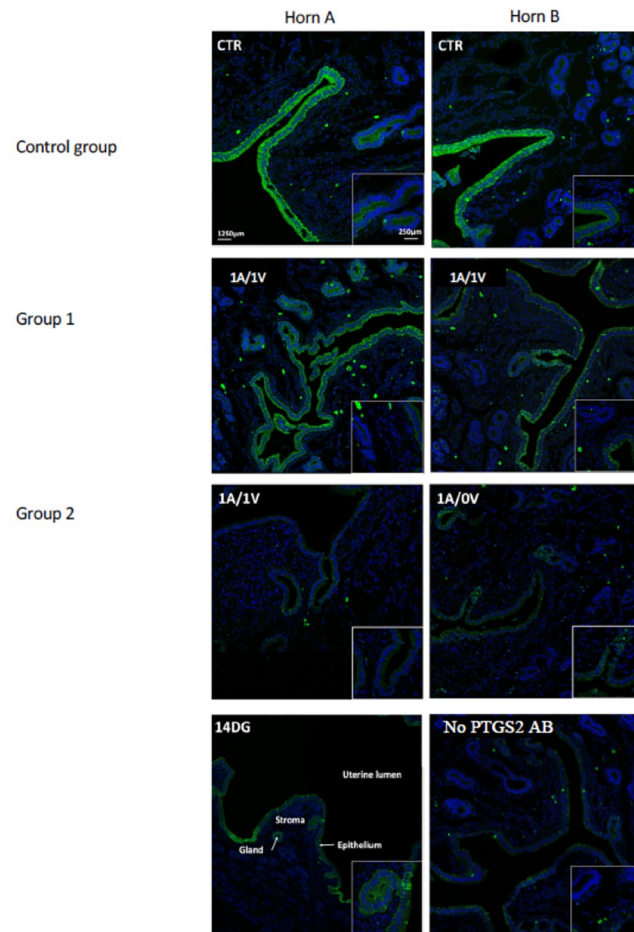 Horn A
Horn B
Control group
CTR
CTR
1250µm
250µm
Group 1
1A/1V
1A/1V
Group 2
1A/1V
1A/0V
14DG
Uterine lumen
Stroma
Gland
Epithelium
No PTGS2 AB